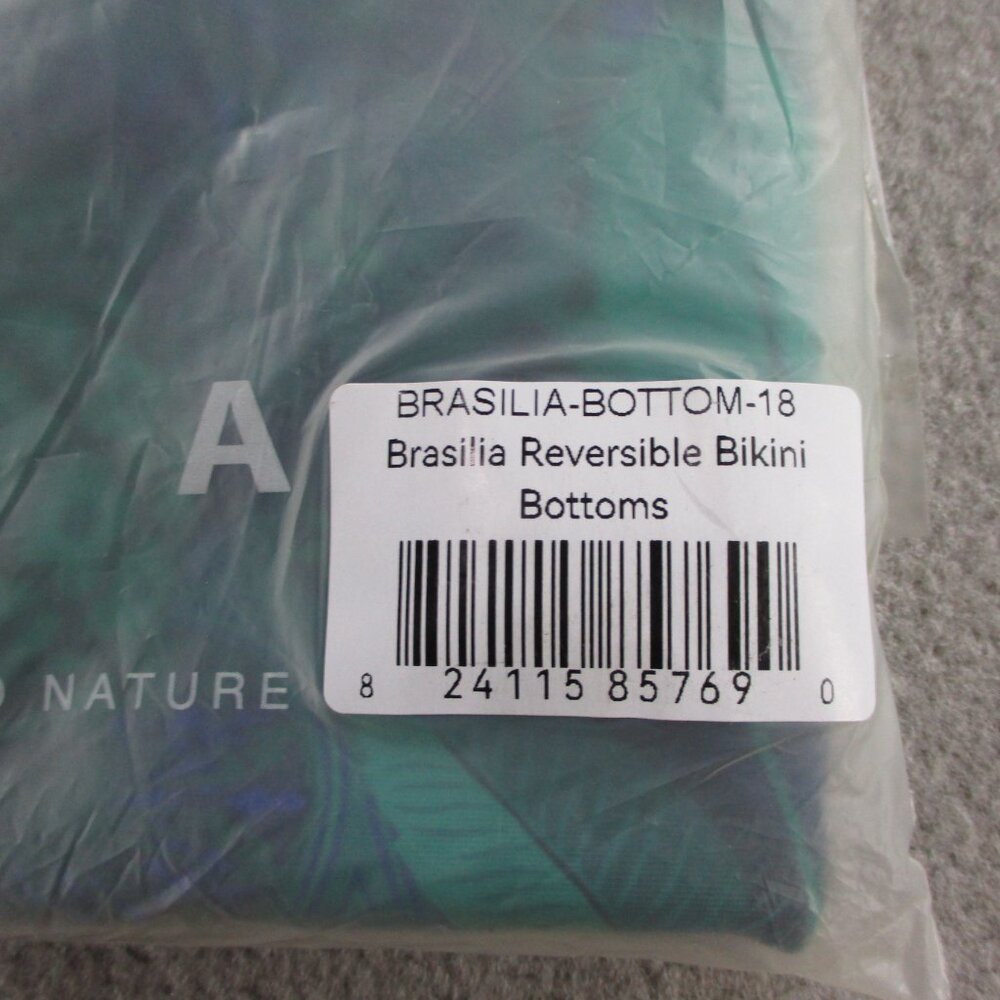 A
NATURE
BRASILIA-BOTTOM-18
Brasilia Reversible Bikini
Bottoms
8 24115 85769 0